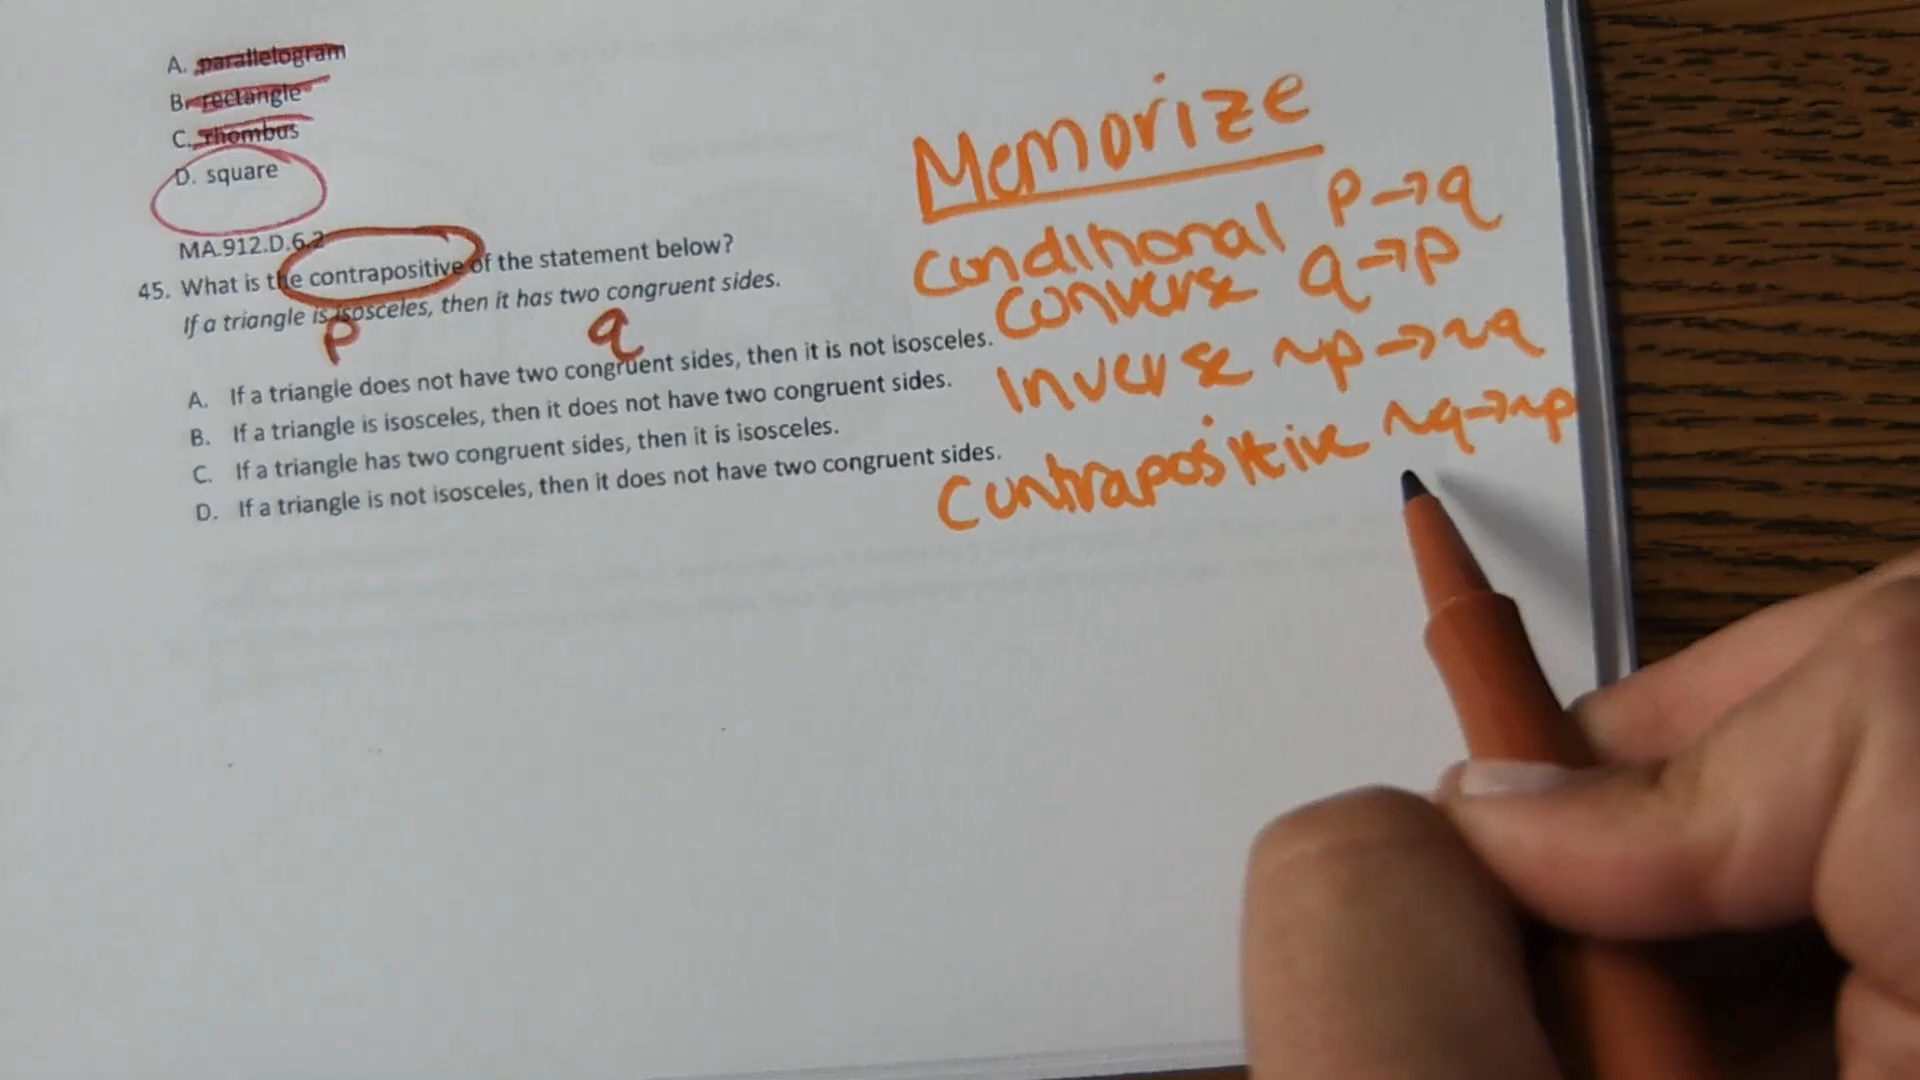 A. parallelogram
B. rectangle
C. rhombus
D. square
MA.912.D.6.2
45. What is the contrapositive of the statement below?
If a triangle is isosceles, then it has two congruent sides.
p q
A. If a triangle does not have two congruent sides, then it is not isosceles.
B. If a triangle is isosceles, then it does not have two congruent sides.
C. If a triangle has two congruent sides, then it is isosceles.
D. If a triangle is not isosceles, then it does not have two congruent sides.
Memorize
Conditional p→q
Converse q→p
Inverse ~p→~q
Contrapositive ~q→~p